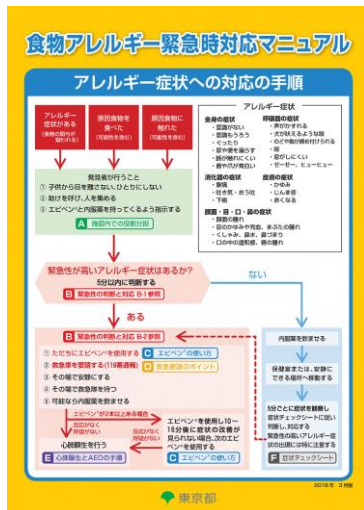 食物アレルギー緊急時対応マニュアル
アレルギー症状への対応の手順
アレルギー
症状がある
(食物の関与が
疑われる)
原因食物を
食べた
(可能性を含む)
原因食物に
触れた
(可能性を含む)
発見者が行うこと
① 子供から目を離さない、ひとりにしない
② 助けを呼び、人を集める
③ エピペン®と内服薬を持ってくるよう指示する
A 施設内での役割分担
アレルギー症状
全身の症状
・意識がない
・意識もうろう
・ぐったり
・尿や便を漏らす
・脈が触れにくい
・唇や爪が青白い
呼吸器の症状
・声がかすれる
・犬が吠えるような咳
・のどや胸が締め付けられる
・咳
・息がしにくい
・ゼーゼー、ヒューヒュー
消化器の症状
・腹痛
・吐き気・おう吐
・下痢
皮膚の症状
・かゆみ
・じんま疹
・赤くなる
顔面・目・口・鼻の症状
・顔面の腫れ
・目のかゆみや充血、まぶたの腫れ
・くしゃみ、鼻水、鼻づまり
・口の中の違和感、唇の腫れ
緊急性が高いアレルギー症状はあるか?
5分以内に判断する
B 緊急性の判断と対応 B-1参照
ない
ある
B 緊急性の判断と対応 B-2参照
① ただちにエピペン®を使用する
C エピペン®の使い方
② 救急車を要請する(119番通報)
D 救急要請のポイント
③ その場で安静にする
④ その場で救急隊を待つ
⑤ 可能なら内服薬を飲ませる
エピペン®が2本以上ある場合
反応がなく
呼吸がない
反応がなく
呼吸がない
心肺蘇生を行う
E 心肺蘇生とAEDの手順
エピペン®を使用し10~
15分後に症状の改善が
見られない場合、次のエピ
ペン®を使用する
C エピペン®の使い方
内服薬を飲ませる
保健室または、安静に
できる場所へ移動する
5分ごとに症状を観察し
症状チェックシートに従い
判断し、対応する
緊急性の高いアレルギー症状
の出現には特に注意する
F 症状チェックシート
2018年 3月版
東京都